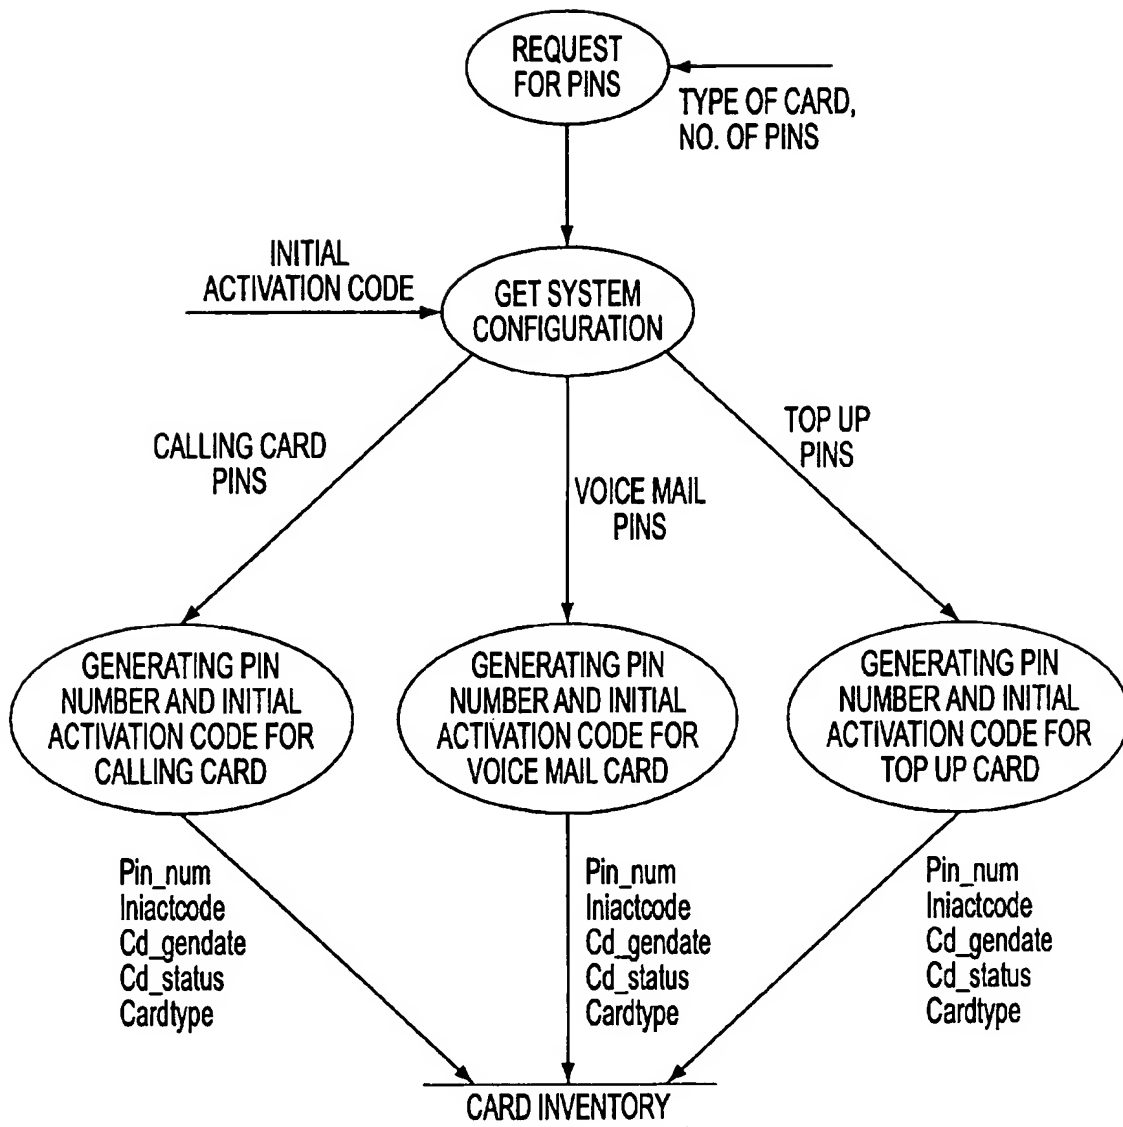 REQUEST
FOR PINS
TYPE OF CARD,
NO. OF PINS
INITIAL
ACTIVATION CODE
GET SYSTEM
CONFIGURATION
CALLING CARD
PINS
VOICE MAIL
PINS
TOP UP
PINS
GENERATING PIN
NUMBER AND INITIAL
ACTIVATION CODE FOR
CALLING CARD
GENERATING PIN
NUMBER AND INITIAL
ACTIVATION CODE FOR
VOICE MAIL CARD
GENERATING PIN
NUMBER AND INITIAL
ACTIVATION CODE FOR
TOP UP CARD
Pin_num
Iniactcode
Cd_gendate
Cd_status
Cardtype
Pin_num
Iniactcode
Cd_gendate
Cd_status
Cardtype
Pin_num
Iniactcode
Cd_gendate
Cd_status
Cardtype
CARD INVENTORY